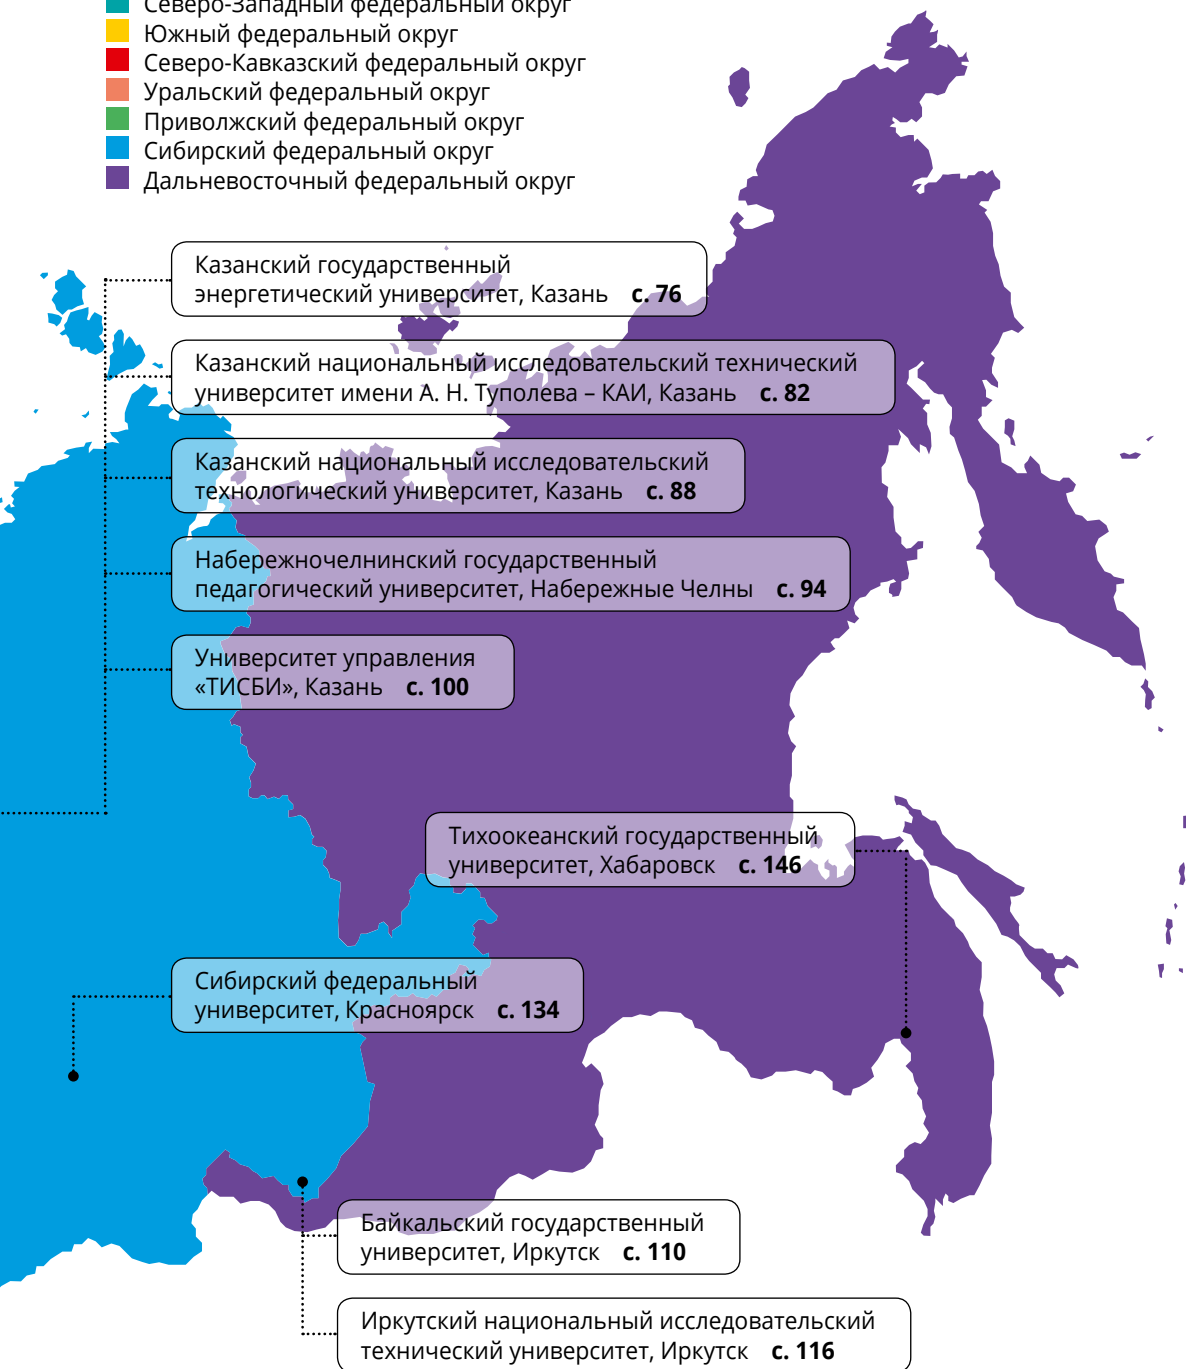 Северо-Западный федеральный округ
Южный федеральный округ
Северо-Кавказский федеральный округ
Уральский федеральный округ
Приволжский федеральный округ
Сибирский федеральный округ
Дальневосточный федеральный округ
Казанский государственный
энергетический университет, Казань с. 76
Казанский национальный исследовательский технический
университет имени А. Н. Туполева – КАИ, Казань с. 82
Казанский национальный исследовательский
технологический университет, Казань с. 88
Набережночелнинский государственный
педагогический университет, Набережные Челны с. 94
Университет управления
«ТИСБИ», Казань с. 100
Тихоокеанский государственный
университет, Хабаровск с. 146
Сибирский федеральный
университет, Красноярск с. 134
Байкальский государственный
университет, Иркутск с. 110
Иркутский национальный исследовательский
технический университет, Иркутск с. 116